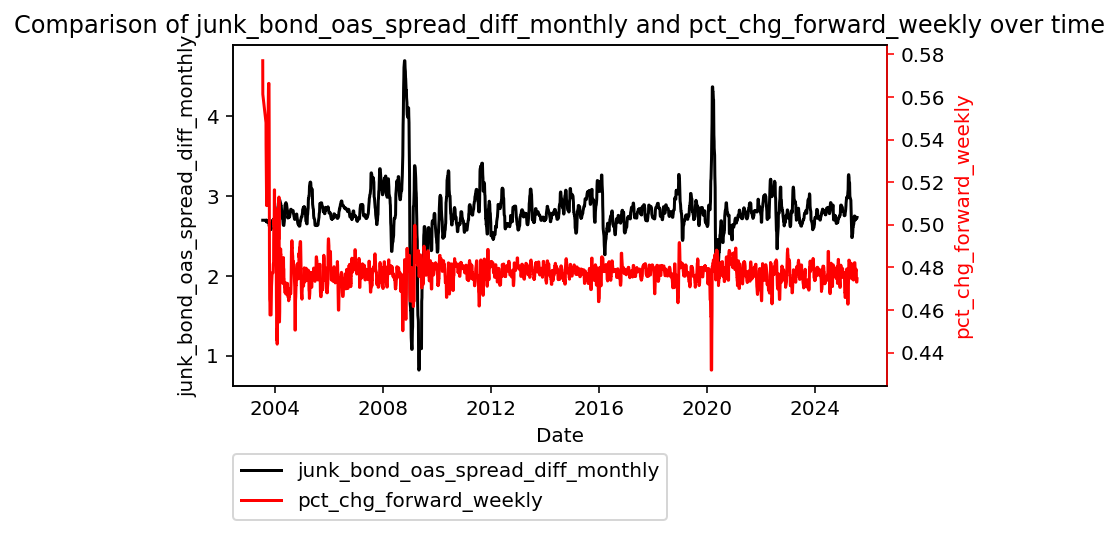 Comparison of junk_bond_oas_spread_diff_monthly and pct_chg_forward_weekly over time
junk_bond_oas_spread_diff_monthly
4
3
2
1
0.58
0.56
0.54
0.52
0.50
0.48
0.46
0.44
pct_chg_forward_weekly
2004 2008 2012 2016 2020 2024
Date
junk_bond_oas_spread_diff_monthly
pct_chg_forward_weekly